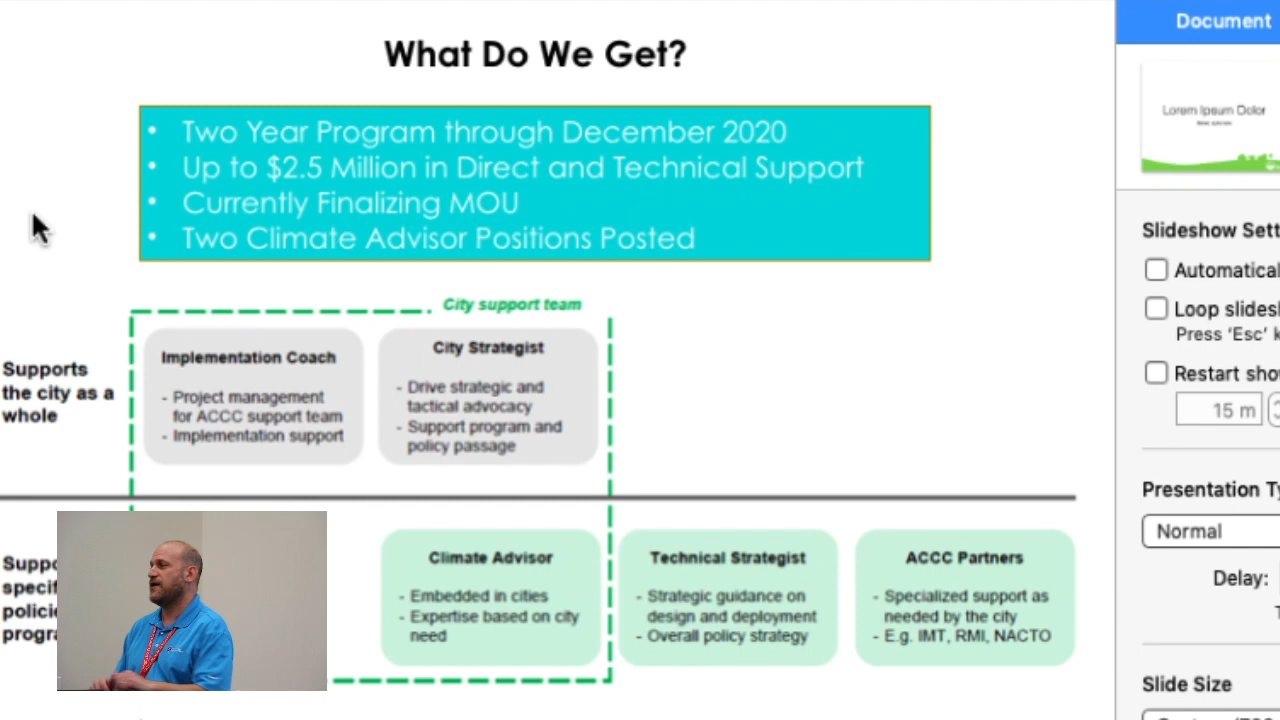 What Do We Get?
• Two Year Program through December 2020
• Up to $2.5 Million in Direct and Technical Support
• Currently Finalizing MOU
• Two Climate Advisor Positions Posted
City support team
Supports
the city as a
whole
Implementation Coach
- Project management
for ACCC support team
- Implementation support
City Strategist
- Drive strategic and
tactical advocacy
- Support program and
policy passage
Climate Advisor
- Embedded in cities
- Expertise based on city
need
Technical Strategist
- Strategic guidance on
design and deployment
- Overall policy strategy
ACCC Partners
- Specialized support as
needed by the city
- E.g. IMT, RMI, NACTO
Document
Lorem Ipsum Dolor
Slideshow Sett
Automatical
Loop slides
Press ‘Esc’ k
Restart sho
15 m
Presentation Ty
Normal
Delay:
Slide Size